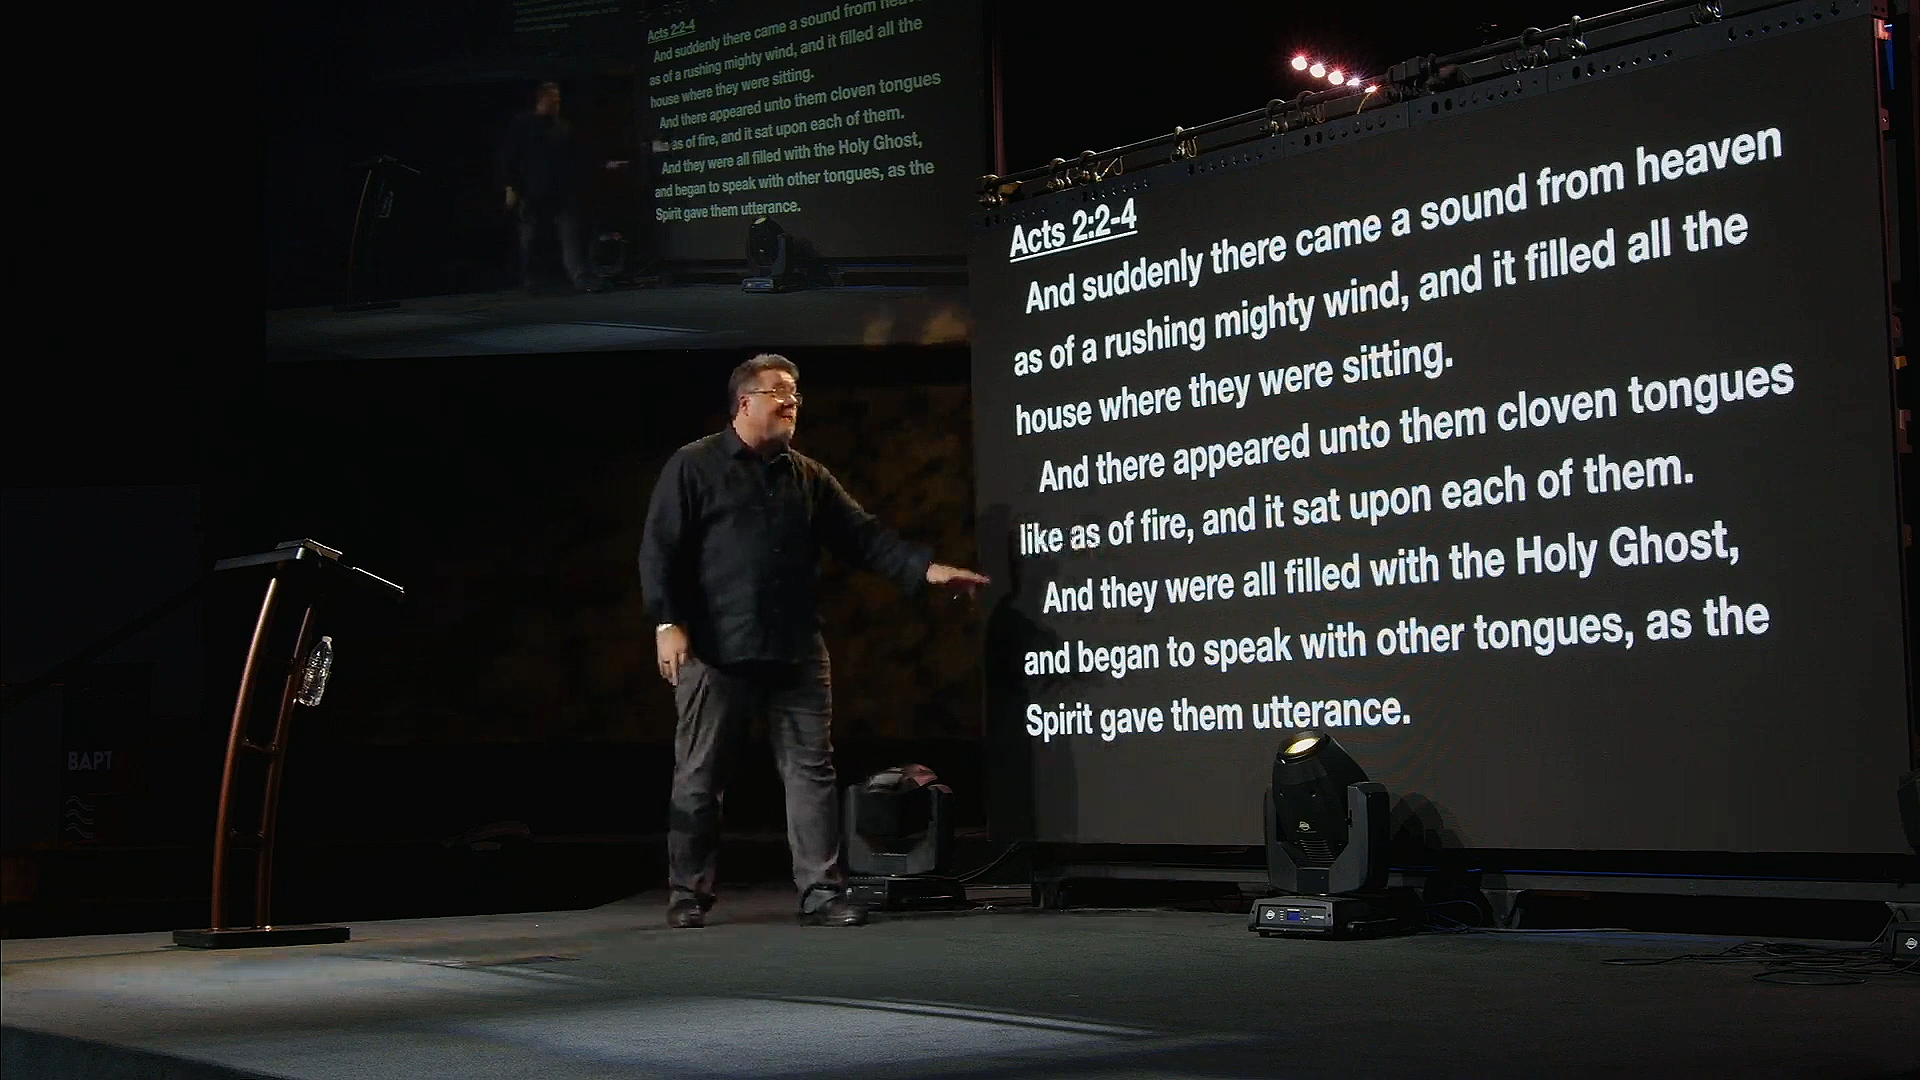 Acts 2:2-4
And suddenly there came a sound from
as of a rushing mighty wind, and it filled all the
house where they were sitting.
And there appeared unto them cloven tongues
as of fire, and it sat upon each of them.
And they were all filled with the Holy Ghost,
and began to speak with other tongues, as the
Spirit gave them utterance.
Acts 2:2-4
And suddenly there came a sound from heaven
as of a rushing mighty wind, and it filled all the
house where they were sitting.
And there appeared unto them cloven tongues
like as of fire, and it sat upon each of them.
And they were all filled with the Holy Ghost,
and began to speak with other tongues, as the
Spirit gave them utterance.
BAPT